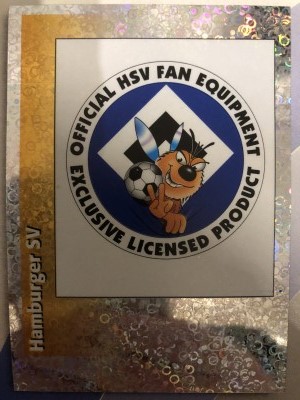 OFFICIAL HSV FAN EQUIPMENT
EXCLUSIVE LICENSED PRODUCT
Hamburger SV